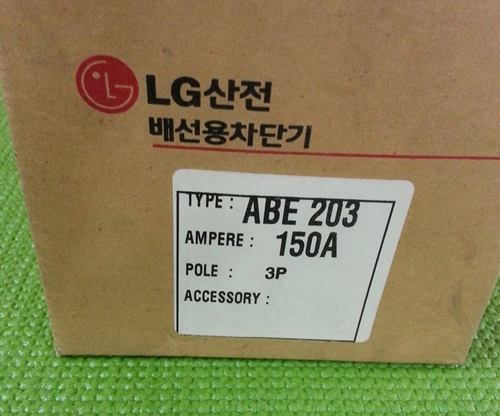 LG산전
배선용차단기
TYPE : ABE 203
AMPERE : 150A
POLE : 3P
ACCESSORY :